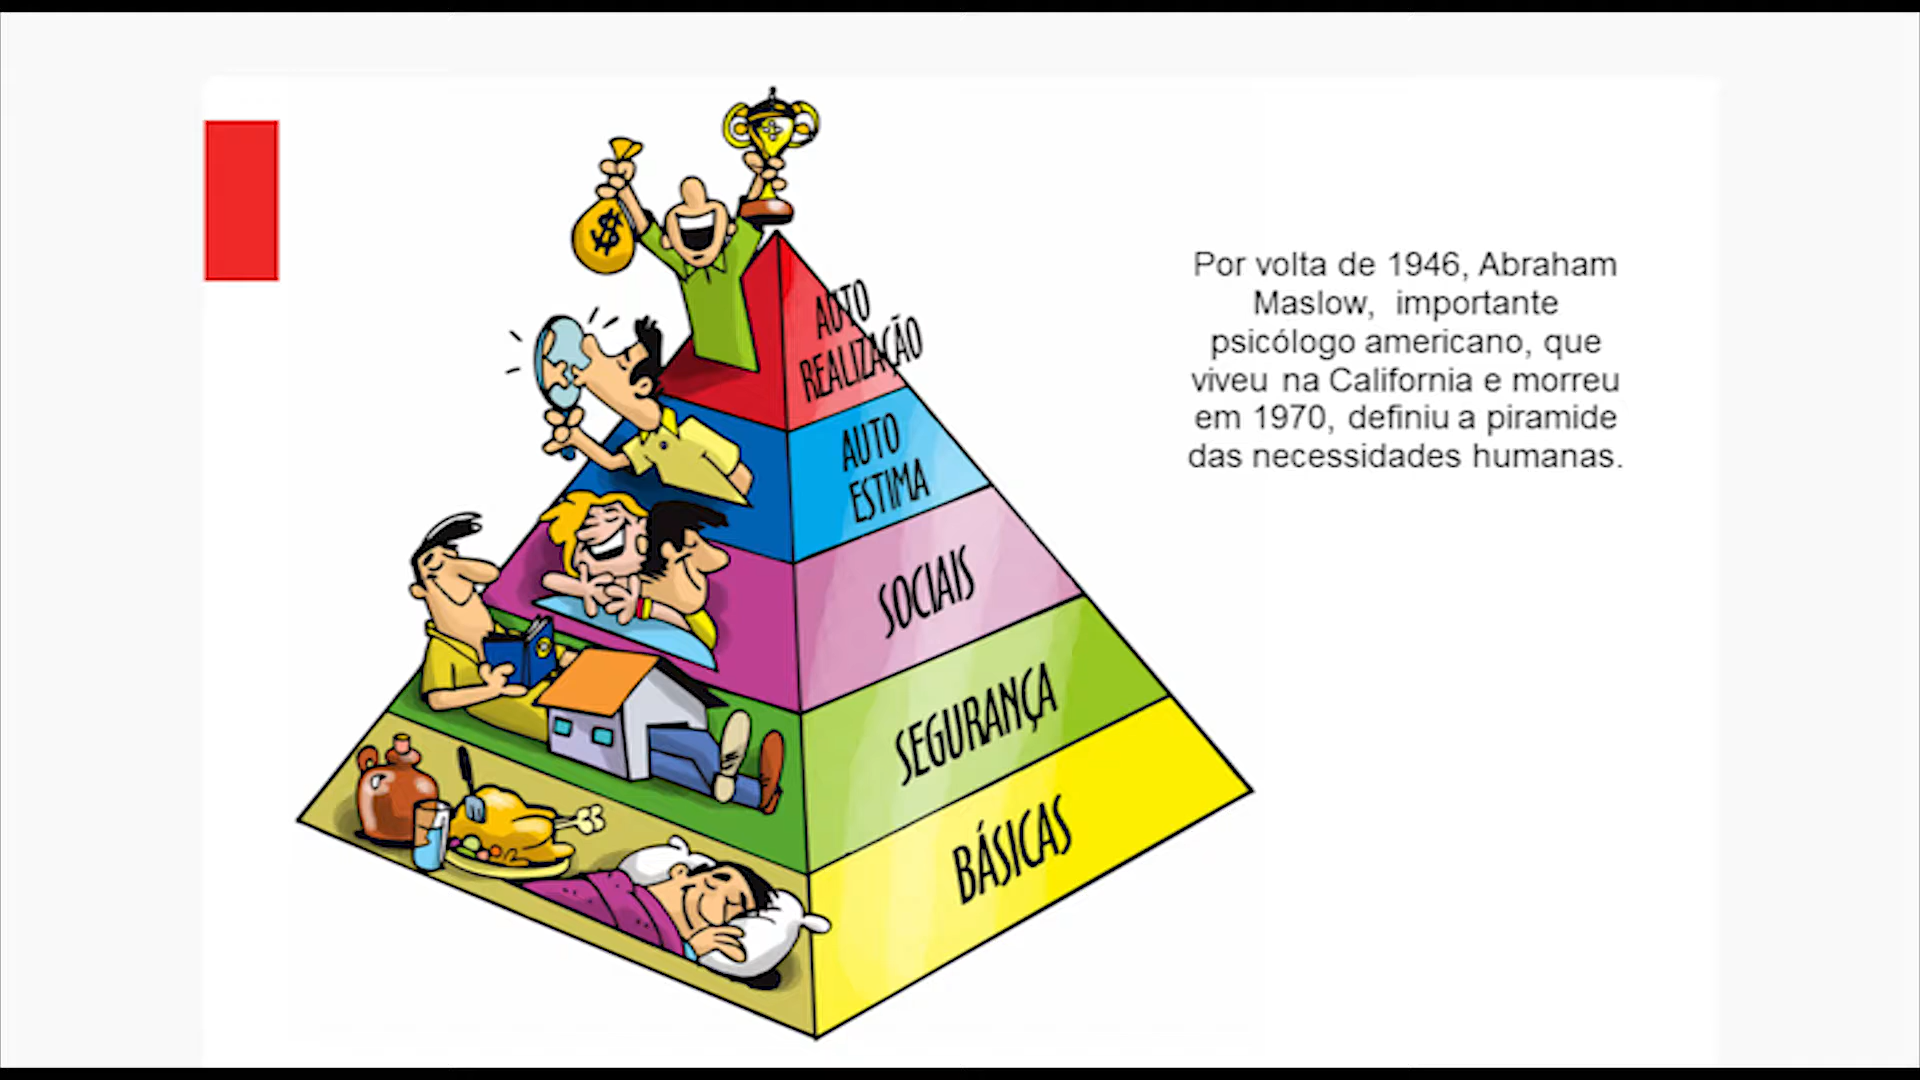 Por volta de 1946, Abraham
Maslow, importante
psicólogo americano, que
viveu na California e morreu
em 1970, definiu a piramide
das necessidades humanas.
$
AUTO
REALIZAÇÃO
AUTO
ESTIMA
SOCIAIS
SEGURANÇA
BÁSICAS